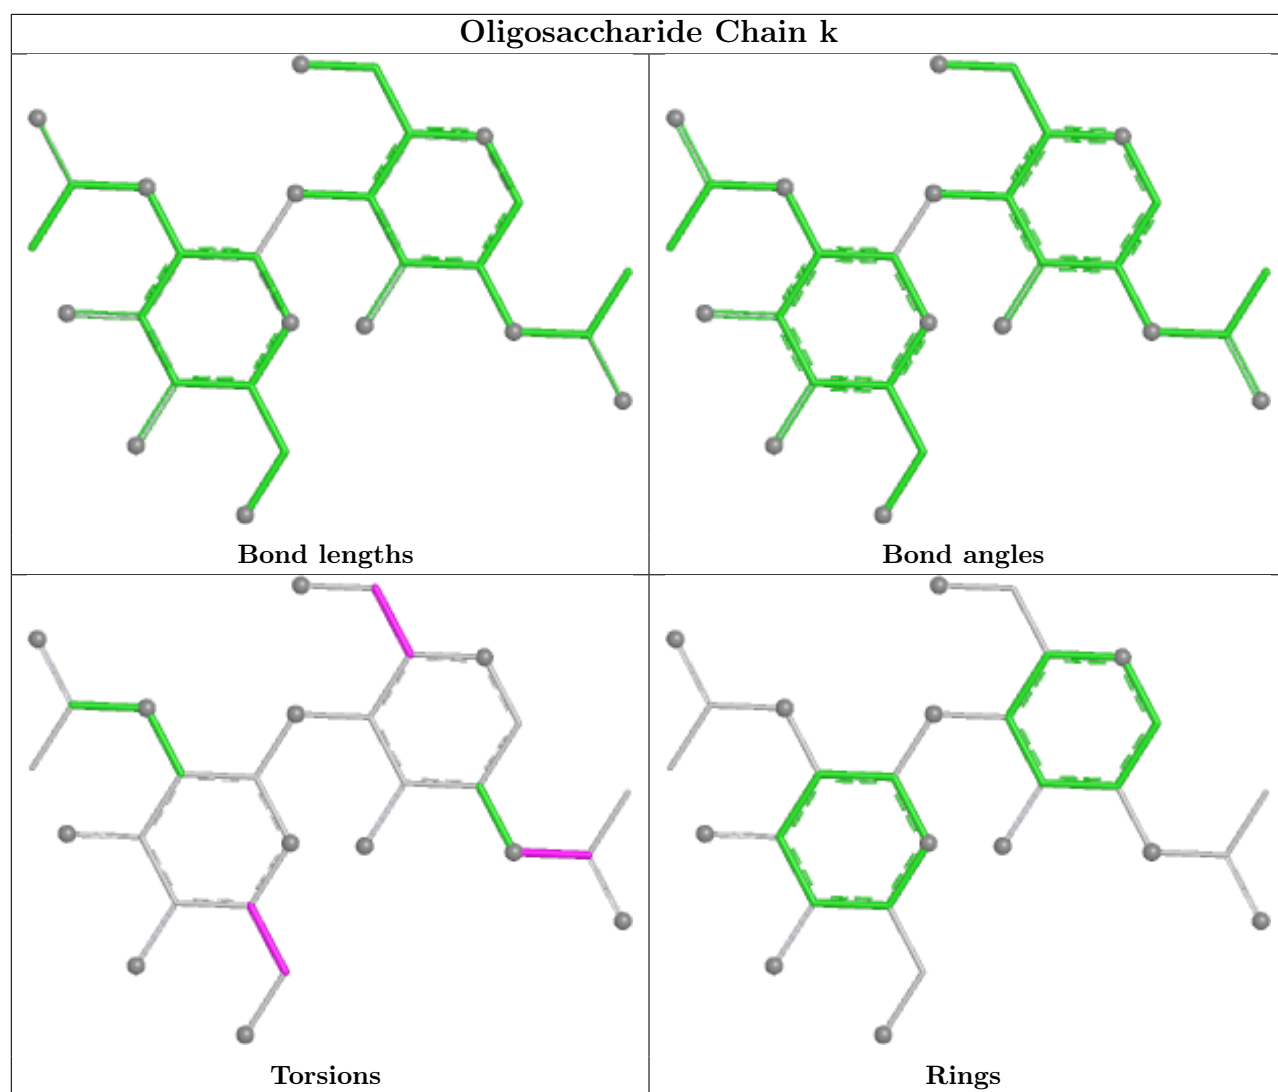 Oligosaccharide Chain k
Bond lengths
Bond angles
Torsions
Rings